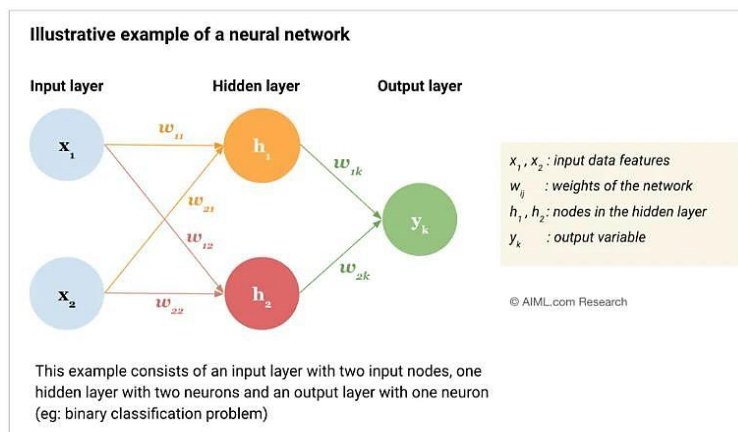 Illustrative example of a neural network
Input layer
Hidden layer
Output layer
x₁
w₁₁
h₁
w₁ₖ
w₂₁
yₖ
w₁₂
x₂
w₂₂
h₂
w₂ₖ
x₁, x₂ : input data features
wᵢⱼ : weights of the network
h₁, h₂: nodes in the hidden layer
yₖ : output variable
© AIML.com Research
This example consists of an input layer with two input nodes, one
hidden layer with two neurons and an output layer with one neuron
(eg: binary classification problem)